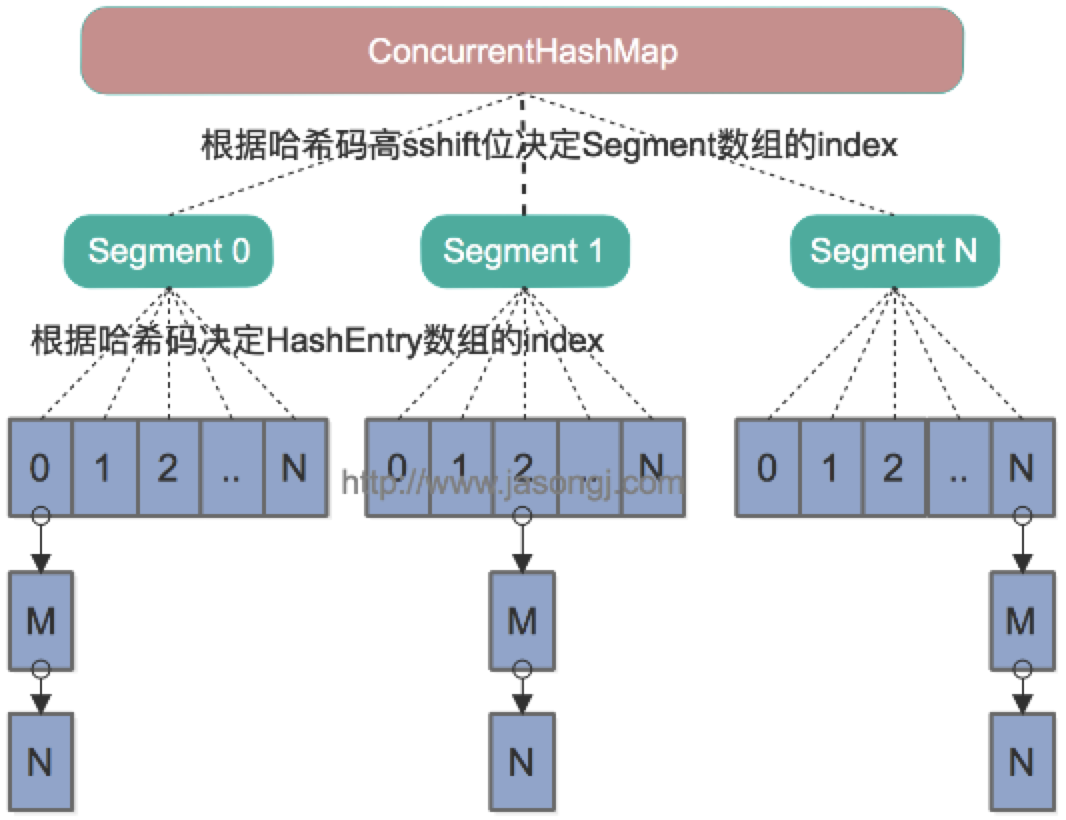 ConcurrentHashMap
根据哈希码高sshift位决定Segment数组的index
Segment 0
Segment 1
Segment N
根据哈希码决定HashEntry数组的index
0 1 2 .. N
0 1 2 .. N
0 1 2 .. N
http://www.jasongj.com
M
M
M
N
N
N